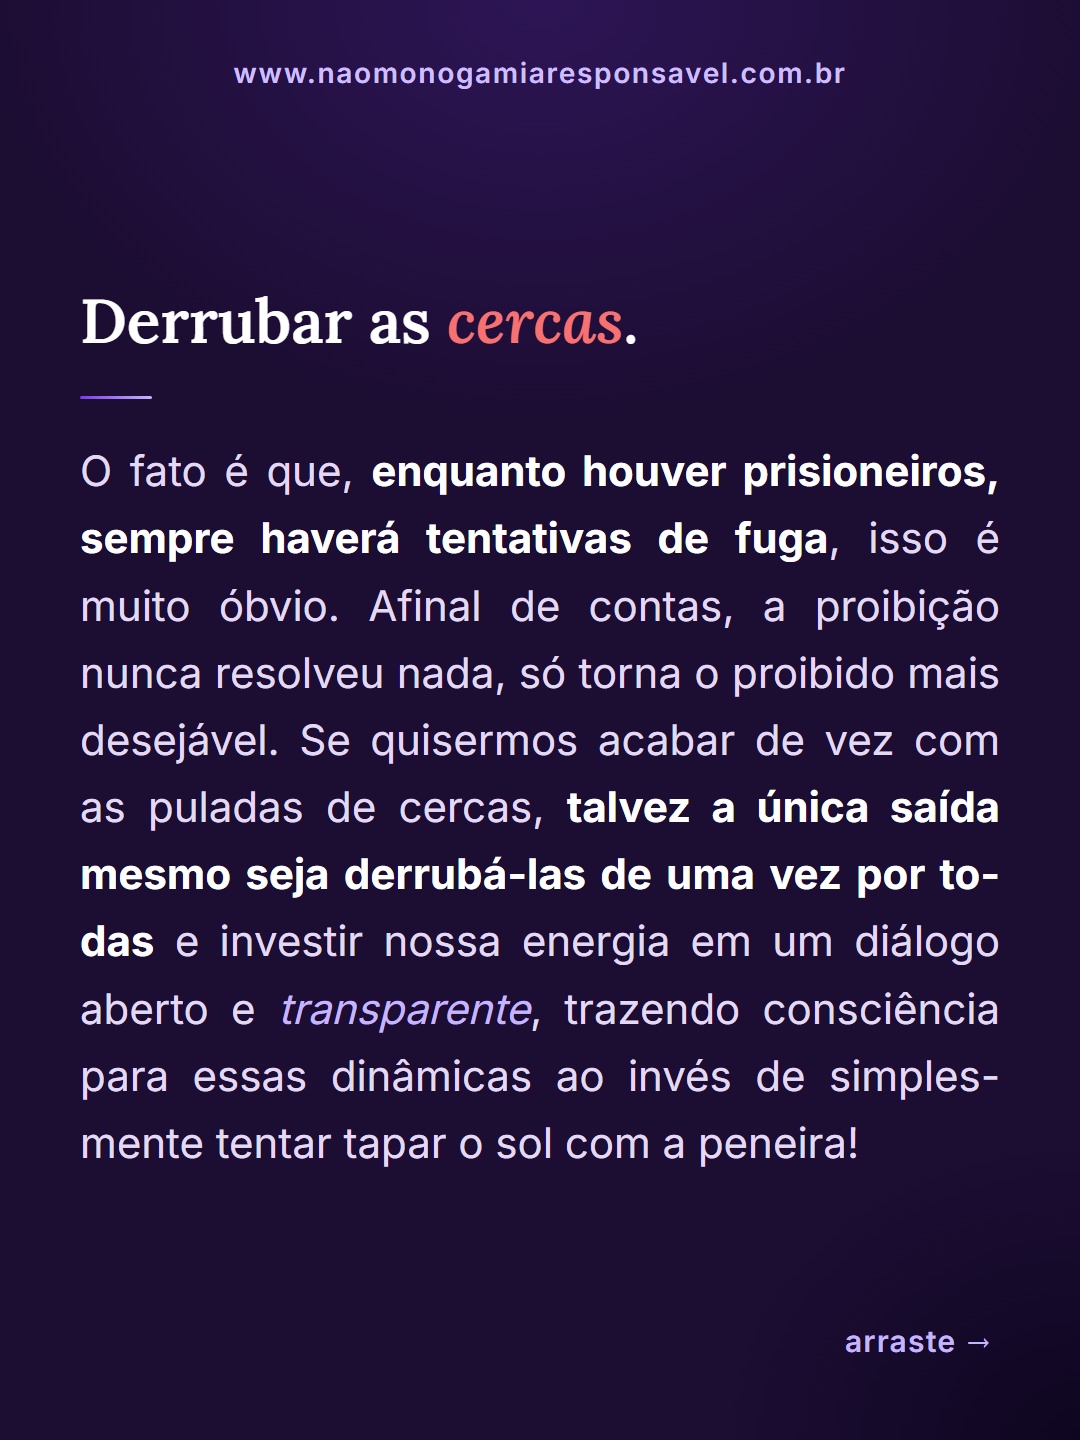 www.naomonogamiaresponsavel.com.br
Derrubar as cercas.
O fato é que, enquanto houver prisioneiros,
sempre haverá tentativas de fuga, isso é
muito óbvio. Afinal de contas, a proibição
nunca resolveu nada, só torna o proibido mais
desejável. Se quisermos acabar de vez com
as puladas de cercas, talvez a única saída
mesmo seja derrubá-las de uma vez por to-
das e investir nossa energia em um diálogo
aberto e transparente, trazendo consciência
para essas dinâmicas ao invés de simples-
mente tentar tapar o sol com a peneira!
arraste →